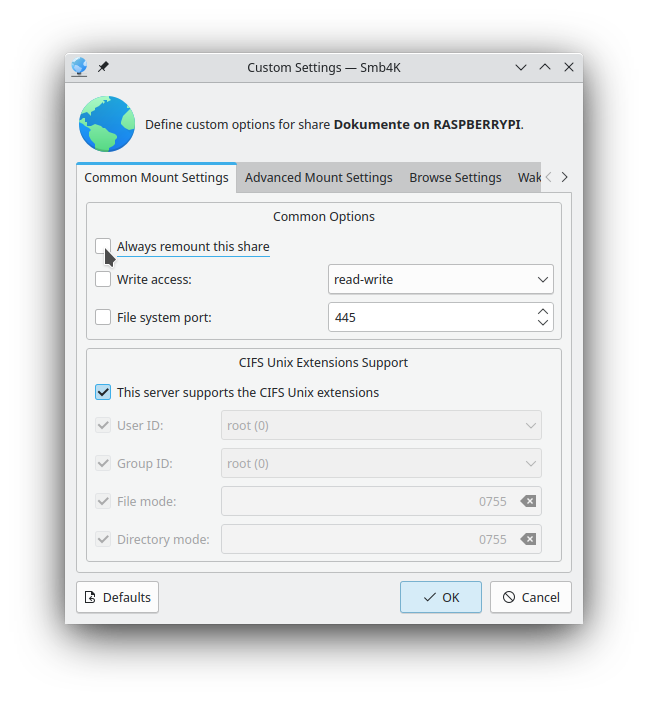 Custom Settings — Smb4K
Define custom options for share Dokumente on RASPBERRYPI.
Common Mount Settings Advanced Mount Settings Browse Settings Wak
Common Options
Always remount this share
Write access: read-write
File system port: 445
CIFS Unix Extensions Support
This server supports the CIFS Unix extensions
User ID: root (0)
Group ID: root (0)
File mode: 0755
Directory mode: 0755
Defaults OK Cancel